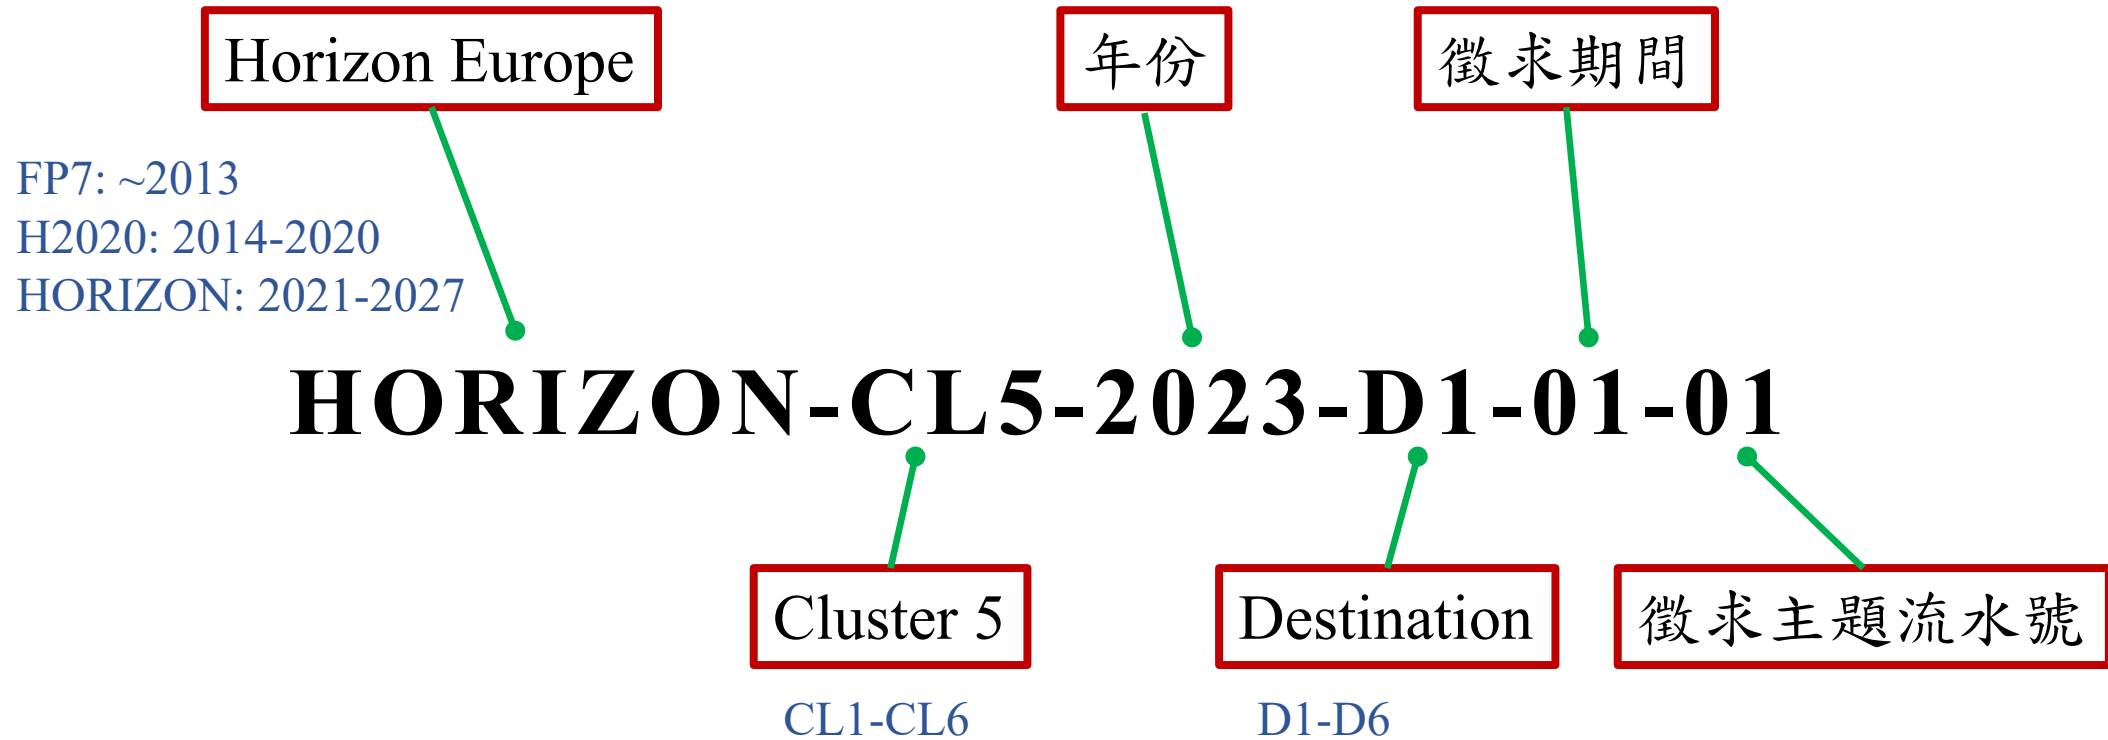 Horizon Europe
年份
徵求期間
FP7: ~2013
H2020: 2014-2020
HORIZON: 2021-2027
HORIZON-CL5-2023-D1-01-01
Cluster 5
Destination
徵求主題流水號
CL1-CL6
D1-D6